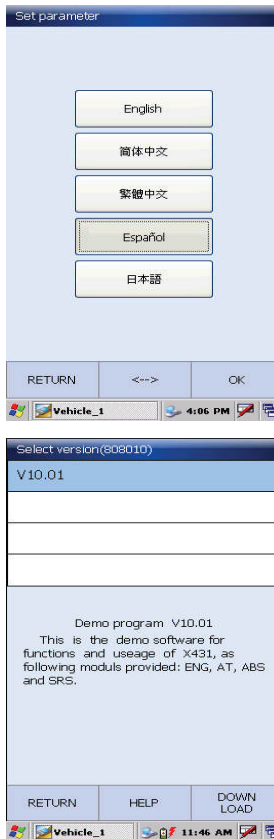 Set parameter
English
简体中文
繁體中文
Español
日本語
RETURN
<-->
OK
Vehicle_1
4:06 PM
Select version(808010)
V10.01
Demo program V10.01
This is the demo software for
functions and useage of X431, as
following moduls provided: ENG, AT, ABS
and SRS.
RETURN
HELP
DOWN
LOAD
Vehicle_1
11:46 AM